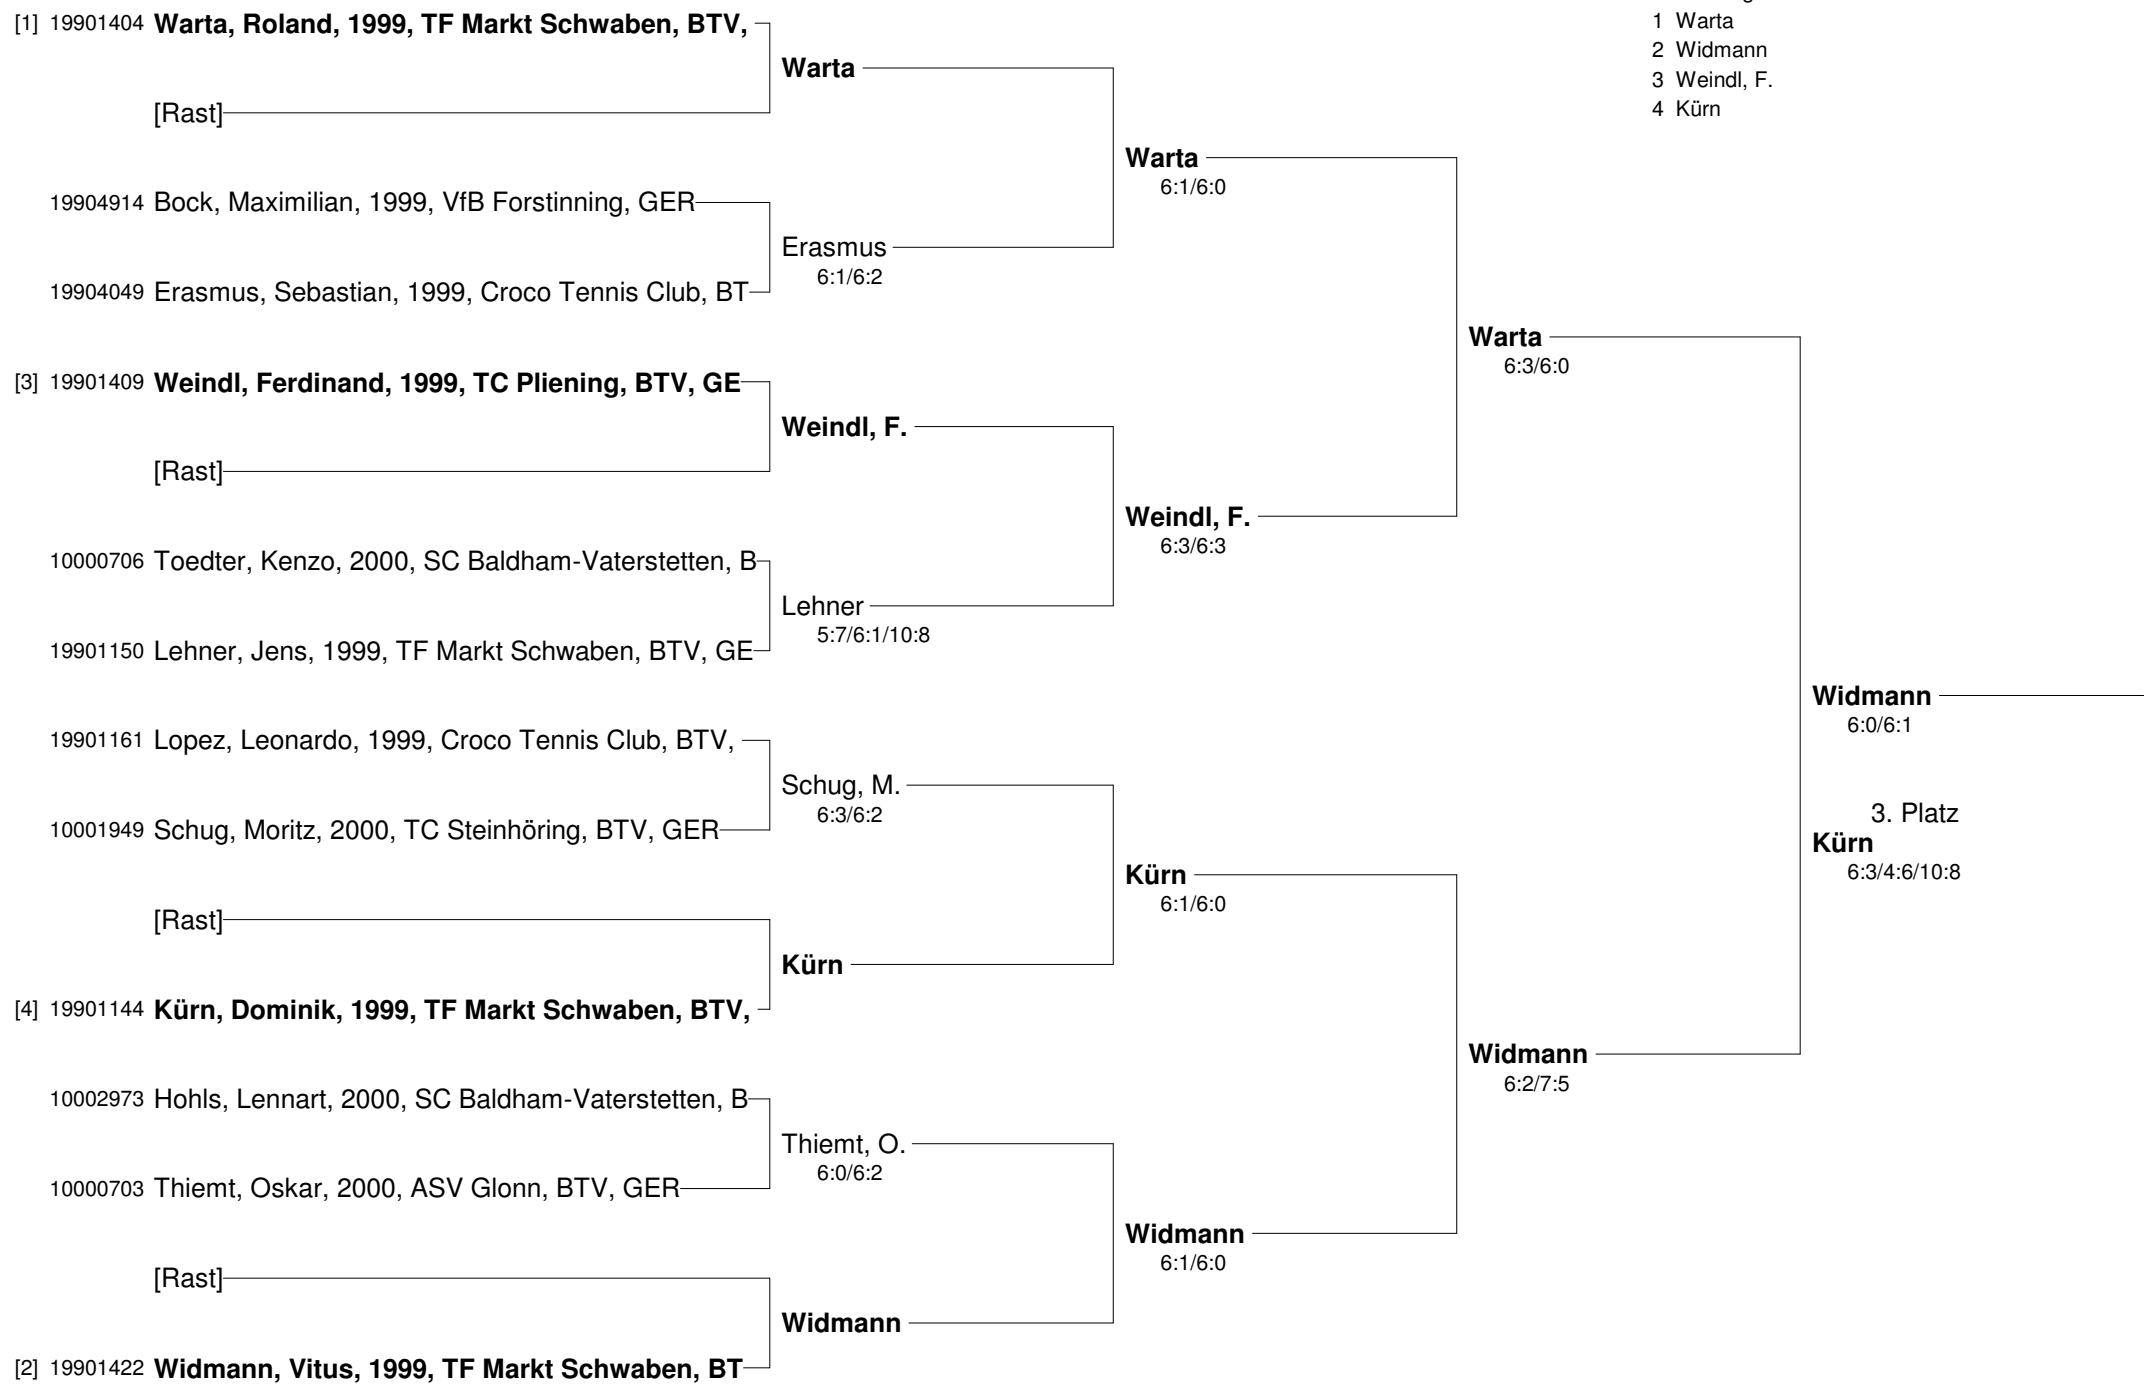 [1] 19901404 Warta, Roland, 1999, TF Markt Schwaben, BTV,
1 Warta
2 Widmann
3 Weindl, F.
4 Kürn
Warta
[Rast]
Warta
6:1/6:0
19904914 Bock, Maximilian, 1999, VfB Forstinning, GER
Erasmus
6:1/6:2
19904049 Erasmus, Sebastian, 1999, Croco Tennis Club, BT
Warta
6:3/6:0
[3] 19901409 Weindl, Ferdinand, 1999, TC Pliening, BTV, GE
Weindl, F.
[Rast]
Weindl, F.
6:3/6:3
10000706 Toedter, Kenzo, 2000, SC Baldham-Vaterstetten, B
Lehner
5:7/6:1/10:8
19901150 Lehner, Jens, 1999, TF Markt Schwaben, BTV, GE
Widmann
6:0/6:1
19901161 Lopez, Leonardo, 1999, Croco Tennis Club, BTV,
Schug, M.
6:3/6:2
10001949 Schug, Moritz, 2000, TC Steinhöring, BTV, GER
3. Platz
Kürn
6:3/4:6/10:8
Kürn
6:1/6:0
[Rast]
Kürn
[4] 19901144 Kürn, Dominik, 1999, TF Markt Schwaben, BTV,
Widmann
6:2/7:5
10002973 Hohls, Lennart, 2000, SC Baldham-Vaterstetten, B
Thiemt, O.
6:0/6:2
10000703 Thiemt, Oskar, 2000, ASV Glonn, BTV, GER
Widmann
6:1/6:0
[Rast]
Widmann
[2] 19901422 Widmann, Vitus, 1999, TF Markt Schwaben, BT